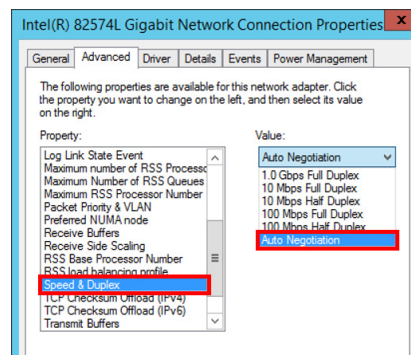 Intel(R) 82574L Gigabit Network Connection Properties x
General Advanced Driver Details Events Power Management
The following properties are available for this network adapter. Click
the property you want to change on the left, and then select its value
on the right.
Property:
Value:
Log Link State Event
Maximum number of RSS Processo
Maximum Number of RSS Queues
Maximum RSS Processor Number
Packet Priority & VLAN
Preferred NUMA node
Receive Buffers
Receive Side Scaling
RSS Base Processor Number
RSS load balancing profile
Speed & Duplex
TCP Checksum Offload (IPv4)
TCP Checksum Offload (IPv6)
Transmit Buffers
Auto Negotiation
1.0 Gbps Full Duplex
10 Mbps Full Duplex
10 Mbps Half Duplex
100 Mbps Full Duplex
100 Mbps Half Duplex
Auto Negotiation